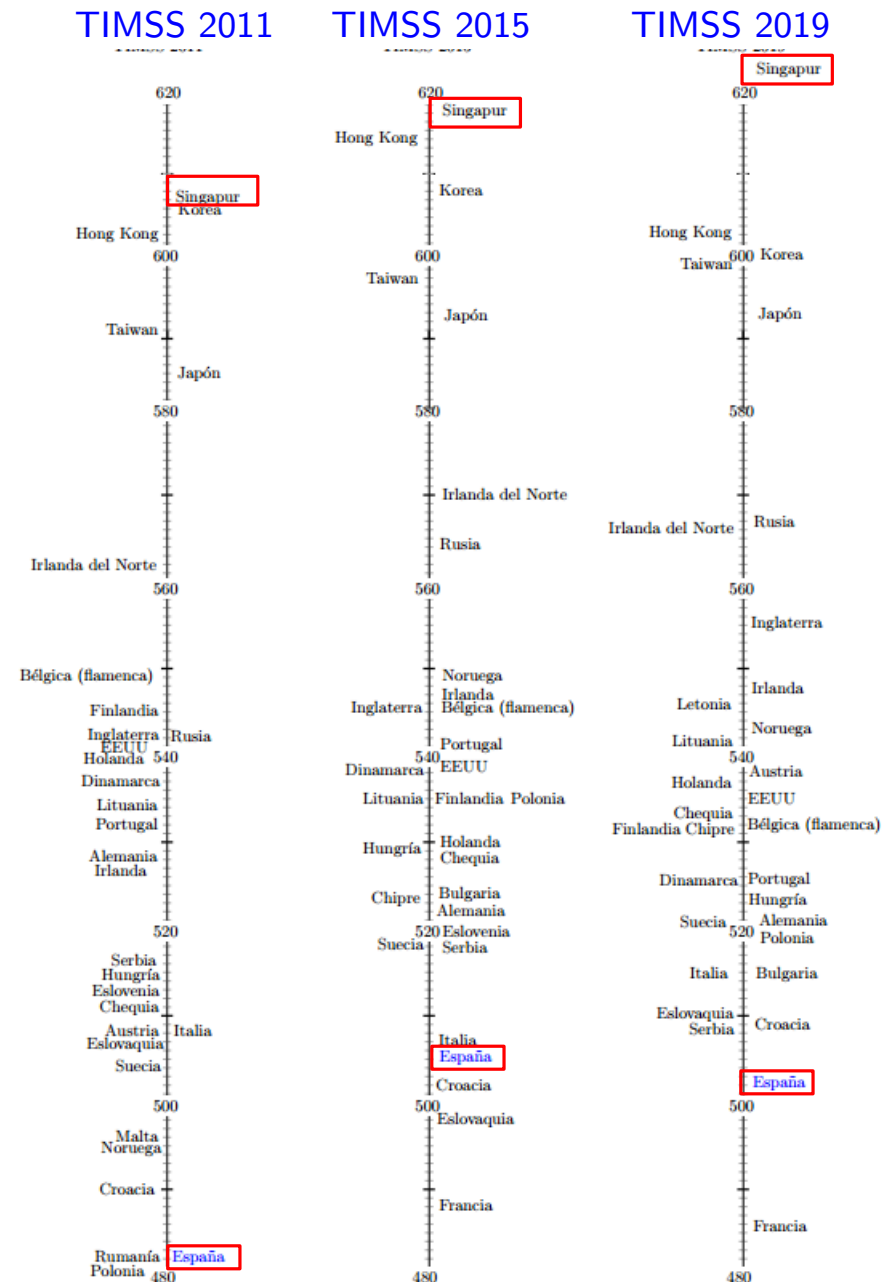 TIMSS 2011 TIMSS 2015 TIMSS 2019
Singapur
620 620 620
Singapur
Hong Kong
Singapur Korea
Korea
Hong Kong Hong Kong
600 600 600 Korea
Taiwan Taiwan
Taiwan Japón Japón
Japón
580 580 580
Irlanda del Norte
Irlanda del Norte Rusia
Rusia
Irlanda del Norte
560 560 560
Inglaterra
Bélgica (flamenca) Noruega
Irlanda Irlanda
Finlandia Inglaterra Bélgica (flamenca) Letonia
Inglaterra Rusia Noruega
EEUU Portugal Lituania
Holanda 540 540 540
Dinamarca EEUU Austria
Dinamarca Holanda
Lituania Lituania Finlandia Polonia EEUU
Portugal Chequia
Finlandia Chipre Bélgica (flamenca)
Hungría Holanda
Alemania Chequia
Irlanda Dinamarca Portugal
Chipre Bulgaria Hungría
Alemania Suecia Alemania
520 520 Eslovenia 520 Polonia
Suecia Serbia
Serbia
Hungría Italia Bulgaria
Eslovenia
Chequia Eslovaquia
Austria Italia Serbia Croacia
Eslovaquia Italia
Suecia España
Croacia España
500 500 500
Eslovaquia
Malta
Noruega
Croacia
Francia
Francia
Rumanía España
Polonia 480 480 480